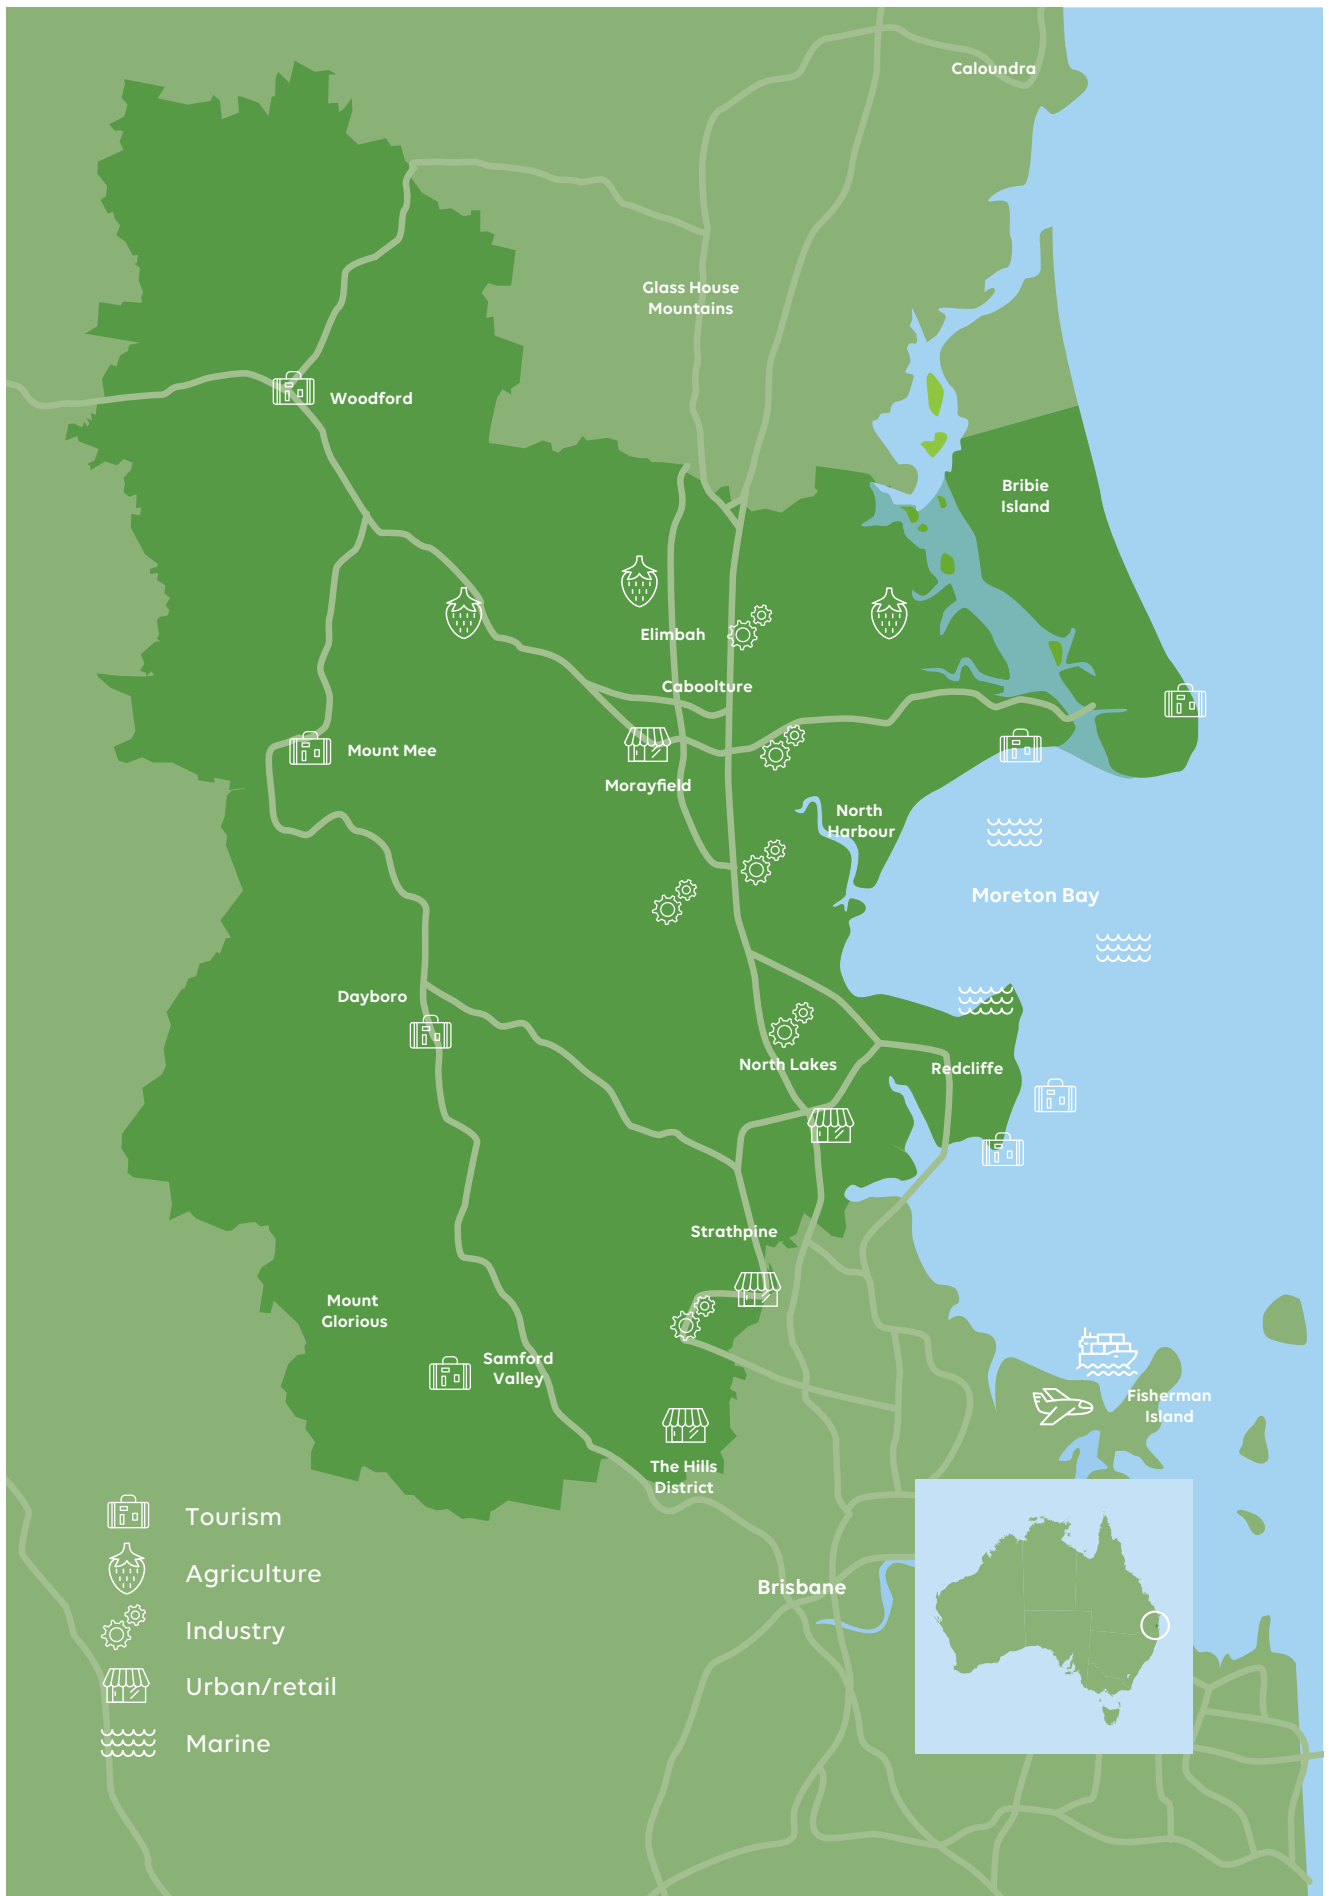 Caloundra
Glass House
Mountains
Woodford
Bribie
Island
Elimbah
Caboolture
Mount Mee
Morayfield
North
Harbour
Moreton Bay
Dayboro
North Lakes
Redcliffe
Strathpine
Mount
Glorious
Samford
Valley
Fisherman
Island
The Hills
District
Tourism
Agriculture
Brisbane
Industry
Urban/retail
Marine